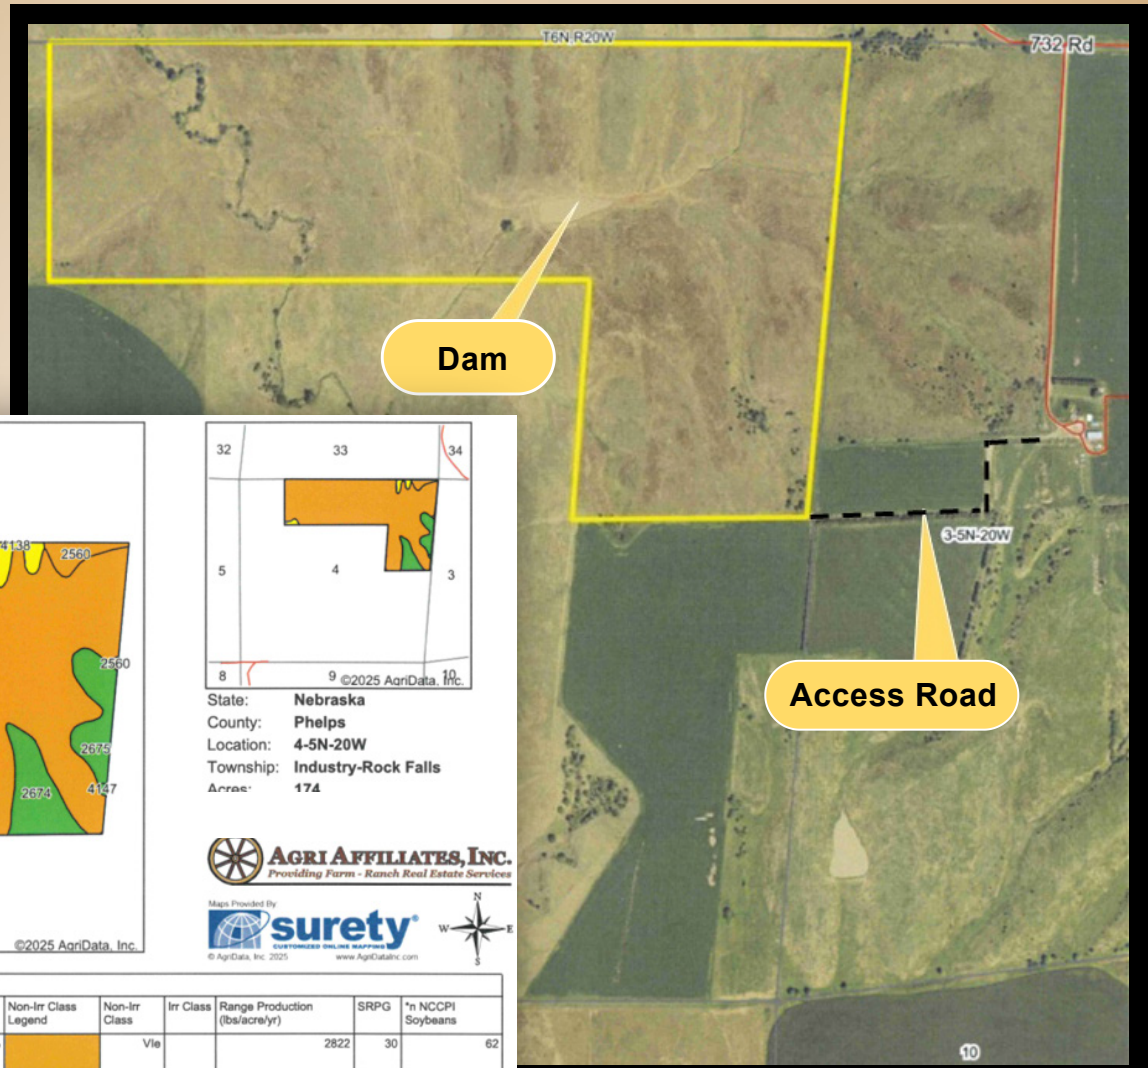 T6N,R20W
732 Rd
Dam
3-5N-20W
Access Road
10
4138
2560
2560
2675
2674
4147
©2025 AgriData, Inc.
32
33
34
5
4
3
8
9
10
©2025 AgriData, Inc.
State: Nebraska
County: Phelps
Location: 4-5N-20W
Township: Industry-Rock Falls
Acres: 174
AGRI AFFILIATES, INC.
Providing Farm - Ranch Real Estate Services
Maps Provided By
surety®
CUSTOMIZED ONLINE MAPPING
© AgriData, Inc. 2025 www.AgriDataInc.com
N
W E
S
Non-Irr Class Legend
Non-Irr Class
Irr Class
Range Production (lbs/acre/yr)
SRPG
*n NCCPI Soybeans
VIe 2822 30 62